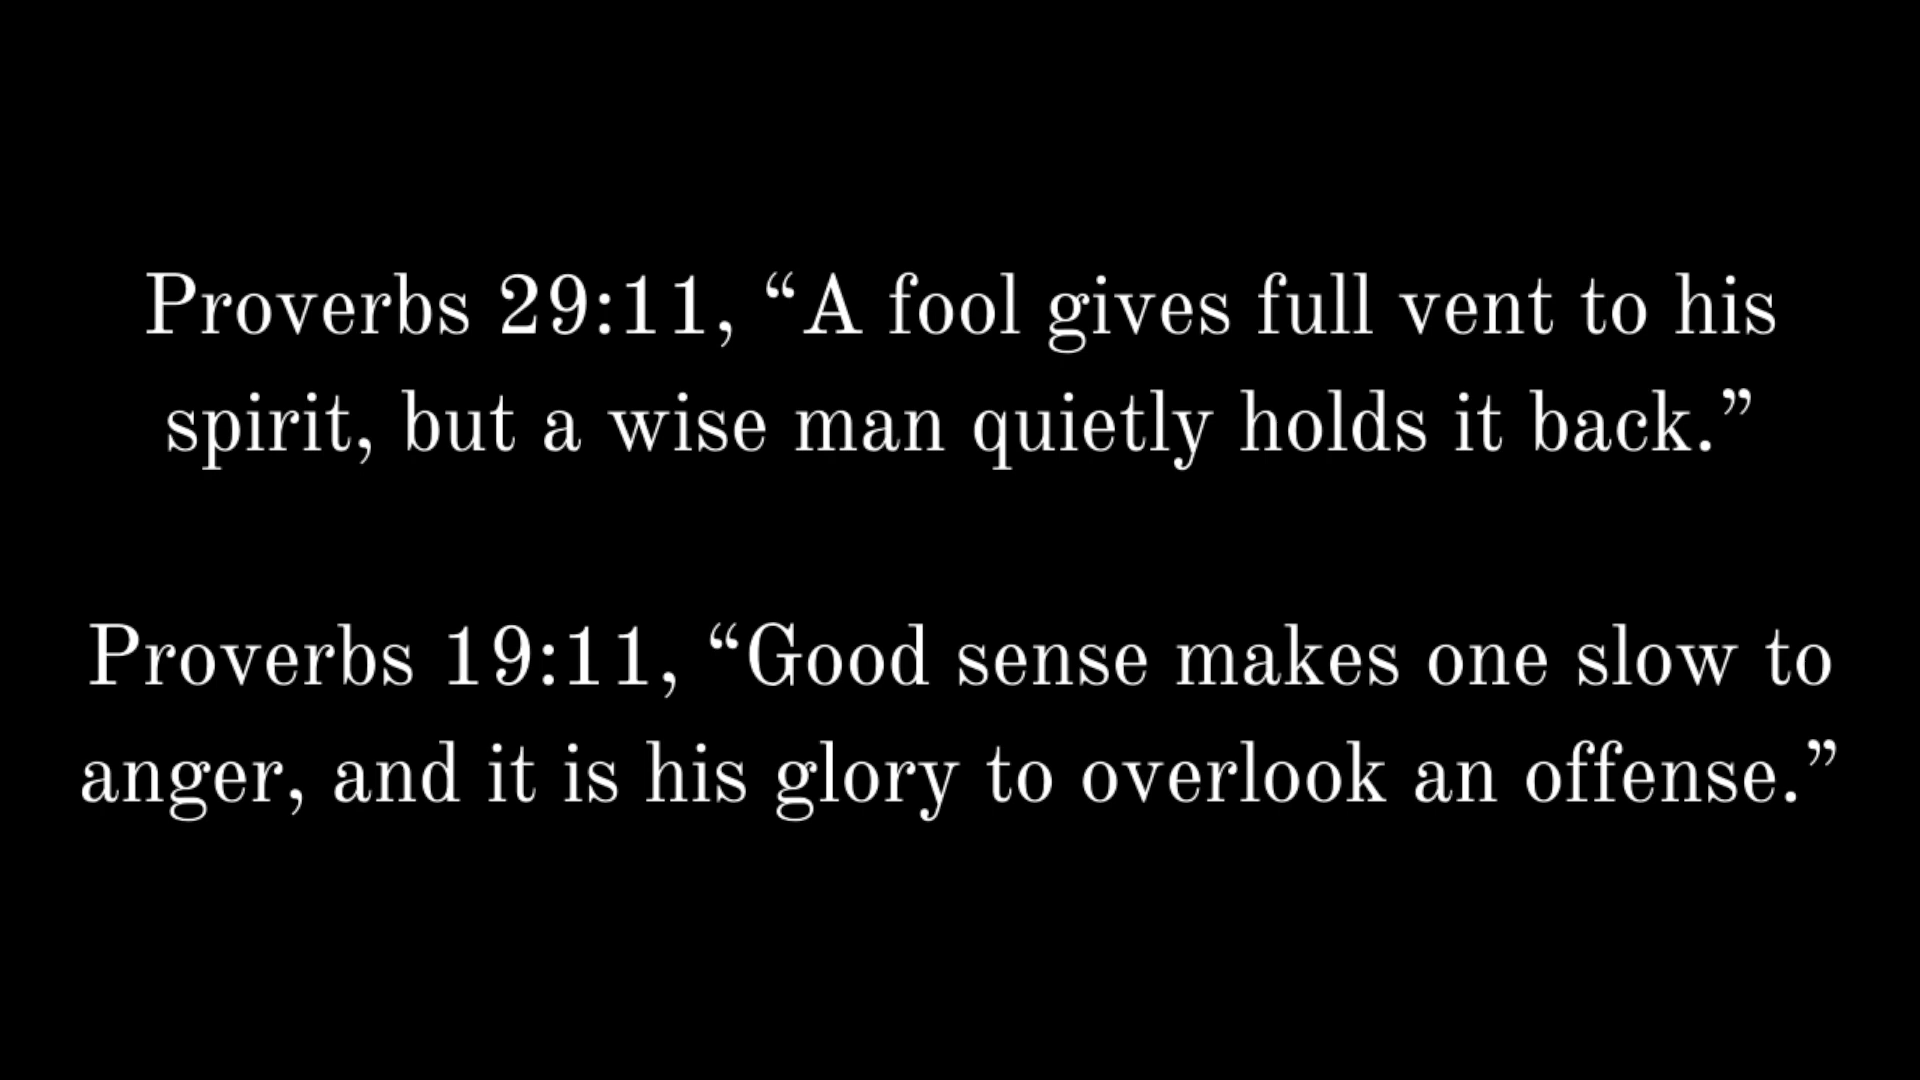 Proverbs 29:11, “A fool gives full vent to his
spirit, but a wise man quietly holds it back.”
Proverbs 19:11, “Good sense makes one slow to
anger, and it is his glory to overlook an offense.”